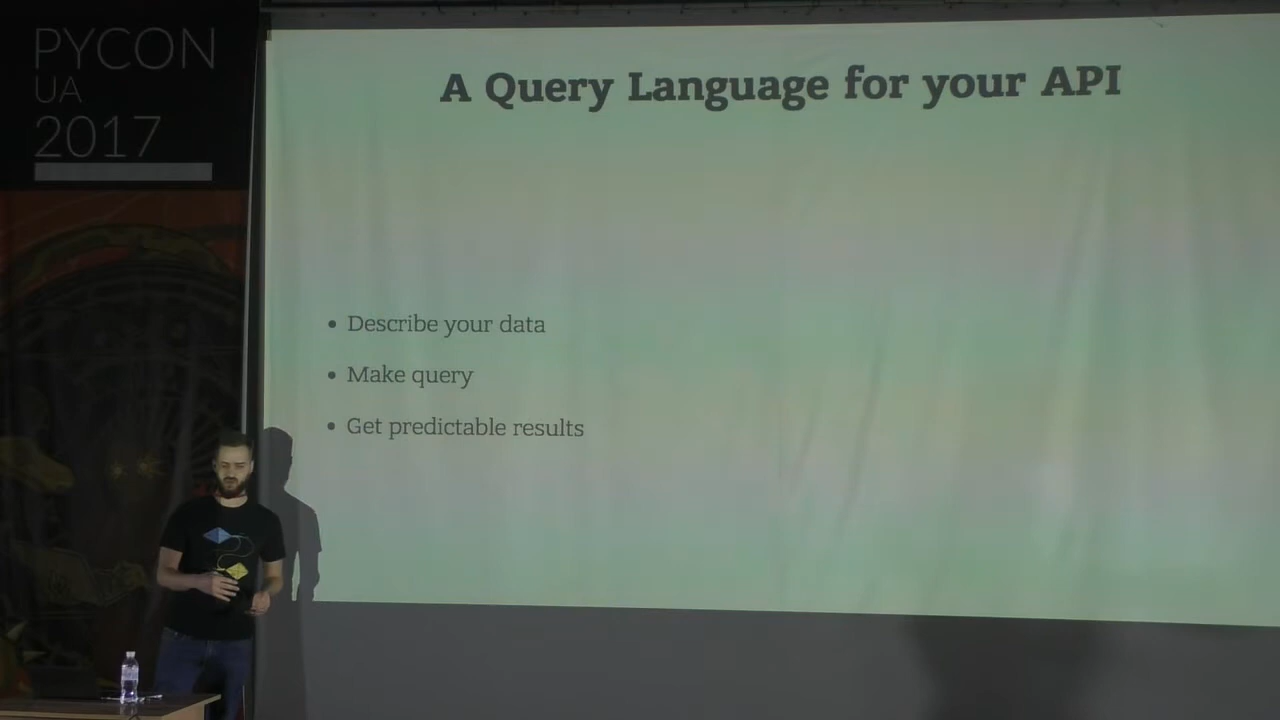 PYCON
UA
2017
A Query Language for your API
• Describe your data
• Make query
• Get predictable results